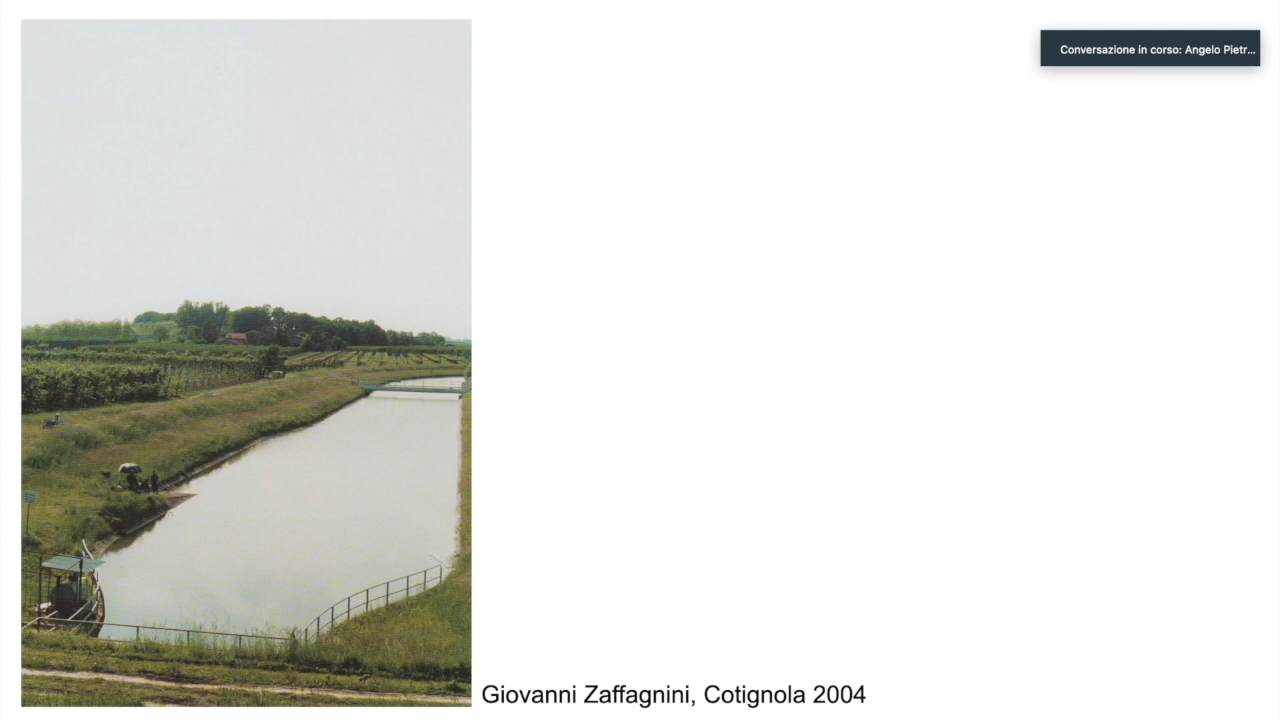 Conversazione in corso: Angelo Pietr...
Giovanni Zaffagnini, Cotignola 2004